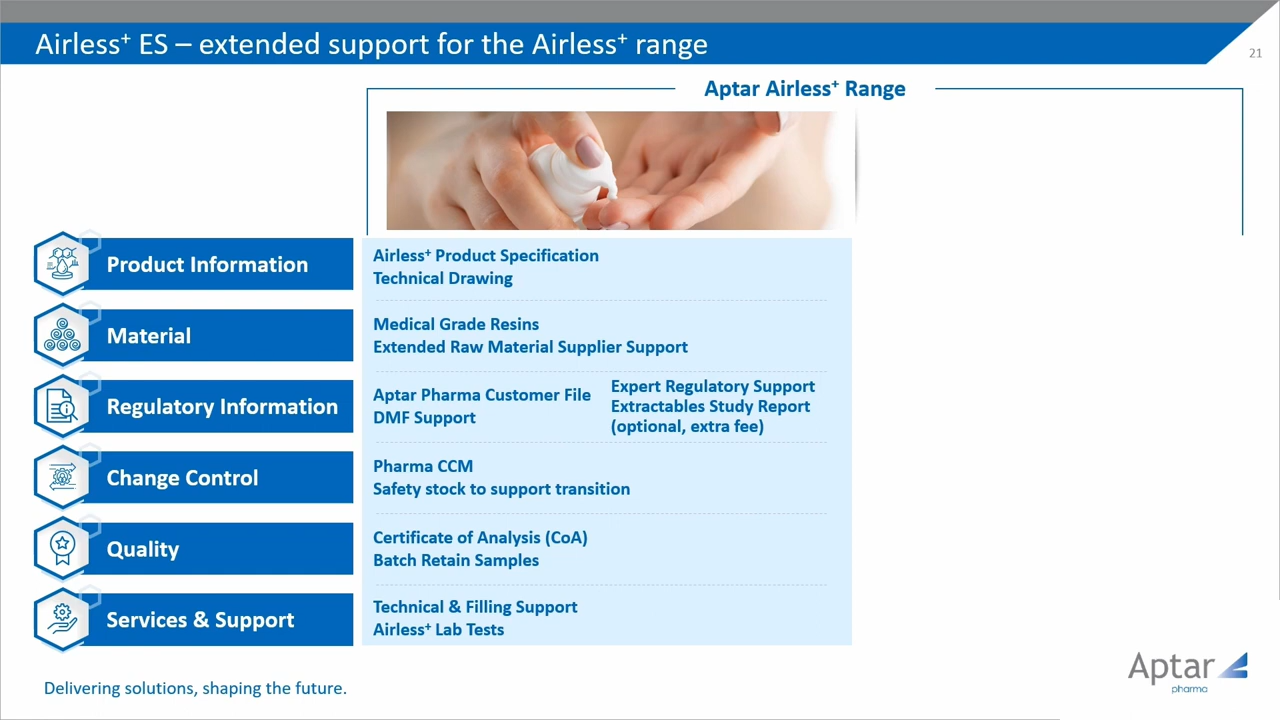 Airless⁺ ES – extended support for the Airless⁺ range
21
Aptar Airless⁺ Range
Product Information
Airless⁺ Product Specification
Technical Drawing
Material
Medical Grade Resins
Extended Raw Material Supplier Support
Regulatory Information
Aptar Pharma Customer File
DMF Support
Expert Regulatory Support
Extractables Study Report
(optional, extra fee)
Change Control
Pharma CCM
Safety stock to support transition
Quality
Certificate of Analysis (CoA)
Batch Retain Samples
Services & Support
Technical & Filling Support
Airless⁺ Lab Tests
Delivering solutions, shaping the future.
Aptar
pharma